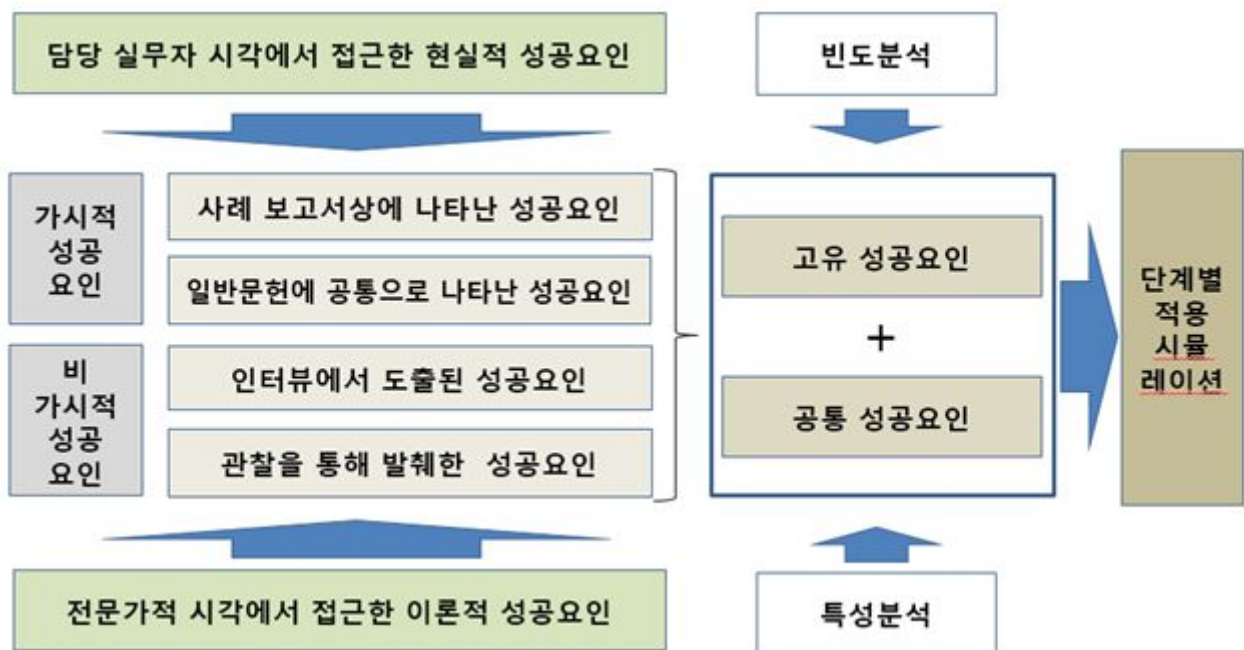 담당 실무자 시각에서 접근한 현실적 성공요인
빈도분석
가시적
성공
요인
사례 보고서상에 나타난 성공요인
일반문헌에 공통으로 나타난 성공요인
비
가시적
성공
요인
인터뷰에서 도출된 성공요인
관찰을 통해 발췌한 성공요인
고유 성공요인
+
공통 성공요인
단계별
적용
시뮬
레이션
전문가적 시각에서 접근한 이론적 성공요인
특성분석